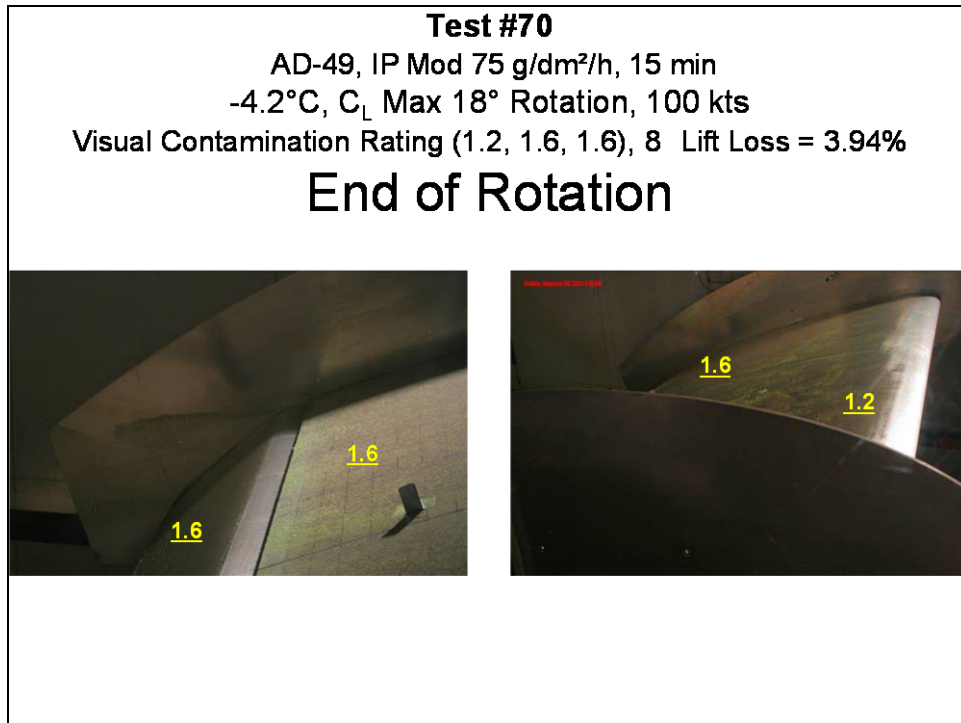 Test #70
AD-49, IP Mod 75 g/dm²/h, 15 min
-4.2°C, CL Max 18° Rotation, 100 kts
Visual Contamination Rating (1.2, 1.6, 1.6), 8 Lift Loss = 3.94%
End of Rotation
1.6
1.6
1.6
1.2